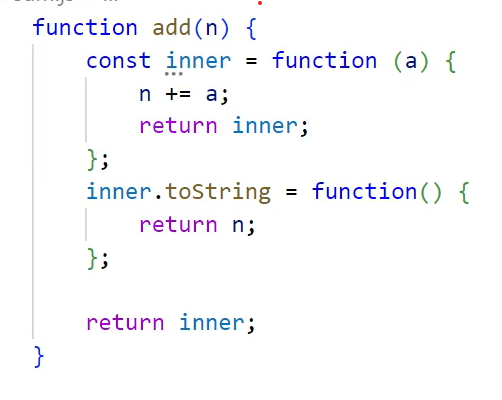 function add(n) {
    const inner = function (a) {
        n += a;
        return inner;
    };
    inner.toString = function() {
        return n;
    };

    return inner;
}